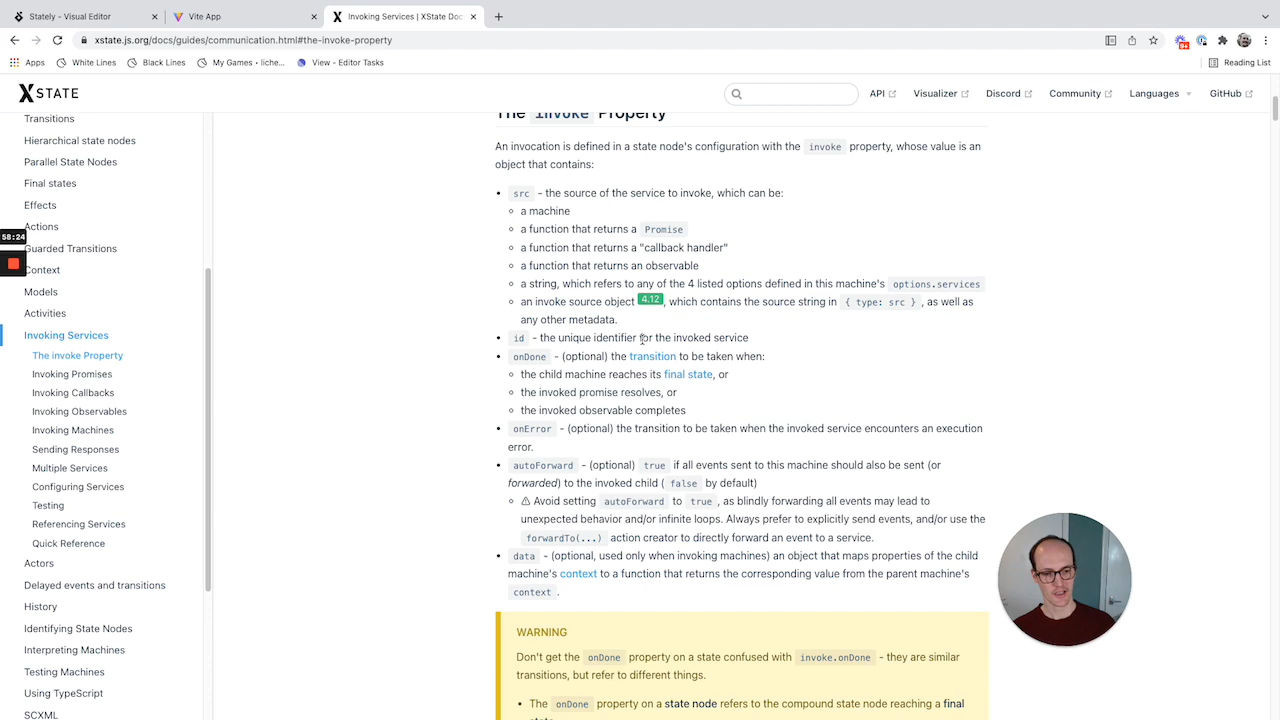 Stately - Visual Editor
Vite App
Invoking Services | XState Doc
xstate.js.org/docs/guides/communication.html#the-invoke-property
Apps
White Lines
Black Lines
My Games • liche...
View - Editor Tasks
Reading List
XSTATE
API
Visualizer
Discord
Community
Languages
GitHub
58:24
Transitions
Hierarchical state nodes
Parallel State Nodes
Final states
Effects
Actions
Guarded Transitions
Context
Models
Activities
Invoking Services
The invoke Property
Invoking Promises
Invoking Callbacks
Invoking Observables
Invoking Machines
Sending Responses
Multiple Services
Configuring Services
Testing
Referencing Services
Quick Reference
Actors
Delayed events and transitions
History
Identifying State Nodes
Interpreting Machines
Testing Machines
Using TypeScript
SCXML
The invoke Property
An invocation is defined in a state node's configuration with the invoke property, whose value is an
object that contains:
• src - the source of the service to invoke, which can be:
◦ a machine
◦ a function that returns a Promise
◦ a function that returns a "callback handler"
◦ a function that returns an observable
◦ a string, which refers to any of the 4 listed options defined in this machine's options.services
◦ an invoke source object 4.12 , which contains the source string in { type: src } , as well as
any other metadata.
• id - the unique identifier for the invoked service
• onDone - (optional) the transition to be taken when:
◦ the child machine reaches its final state, or
◦ the invoked promise resolves, or
◦ the invoked observable completes
• onError - (optional) the transition to be taken when the invoked service encounters an execution
error.
• autoForward - (optional) true if all events sent to this machine should also be sent (or
forwarded) to the invoked child ( false by default)
◦ ⚠ Avoid setting autoForward to true , as blindly forwarding all events may lead to
unexpected behavior and/or infinite loops. Always prefer to explicitly send events, and/or use the
forwardTo(...) action creator to directly forward an event to a service.
• data - (optional, used only when invoking machines) an object that maps properties of the child
machine's context to a function that returns the corresponding value from the parent machine's
context .
WARNING
Don't get the onDone property on a state confused with invoke.onDone - they are similar
transitions, but refer to different things.
• The onDone property on a state node refers to the compound state node reaching a final